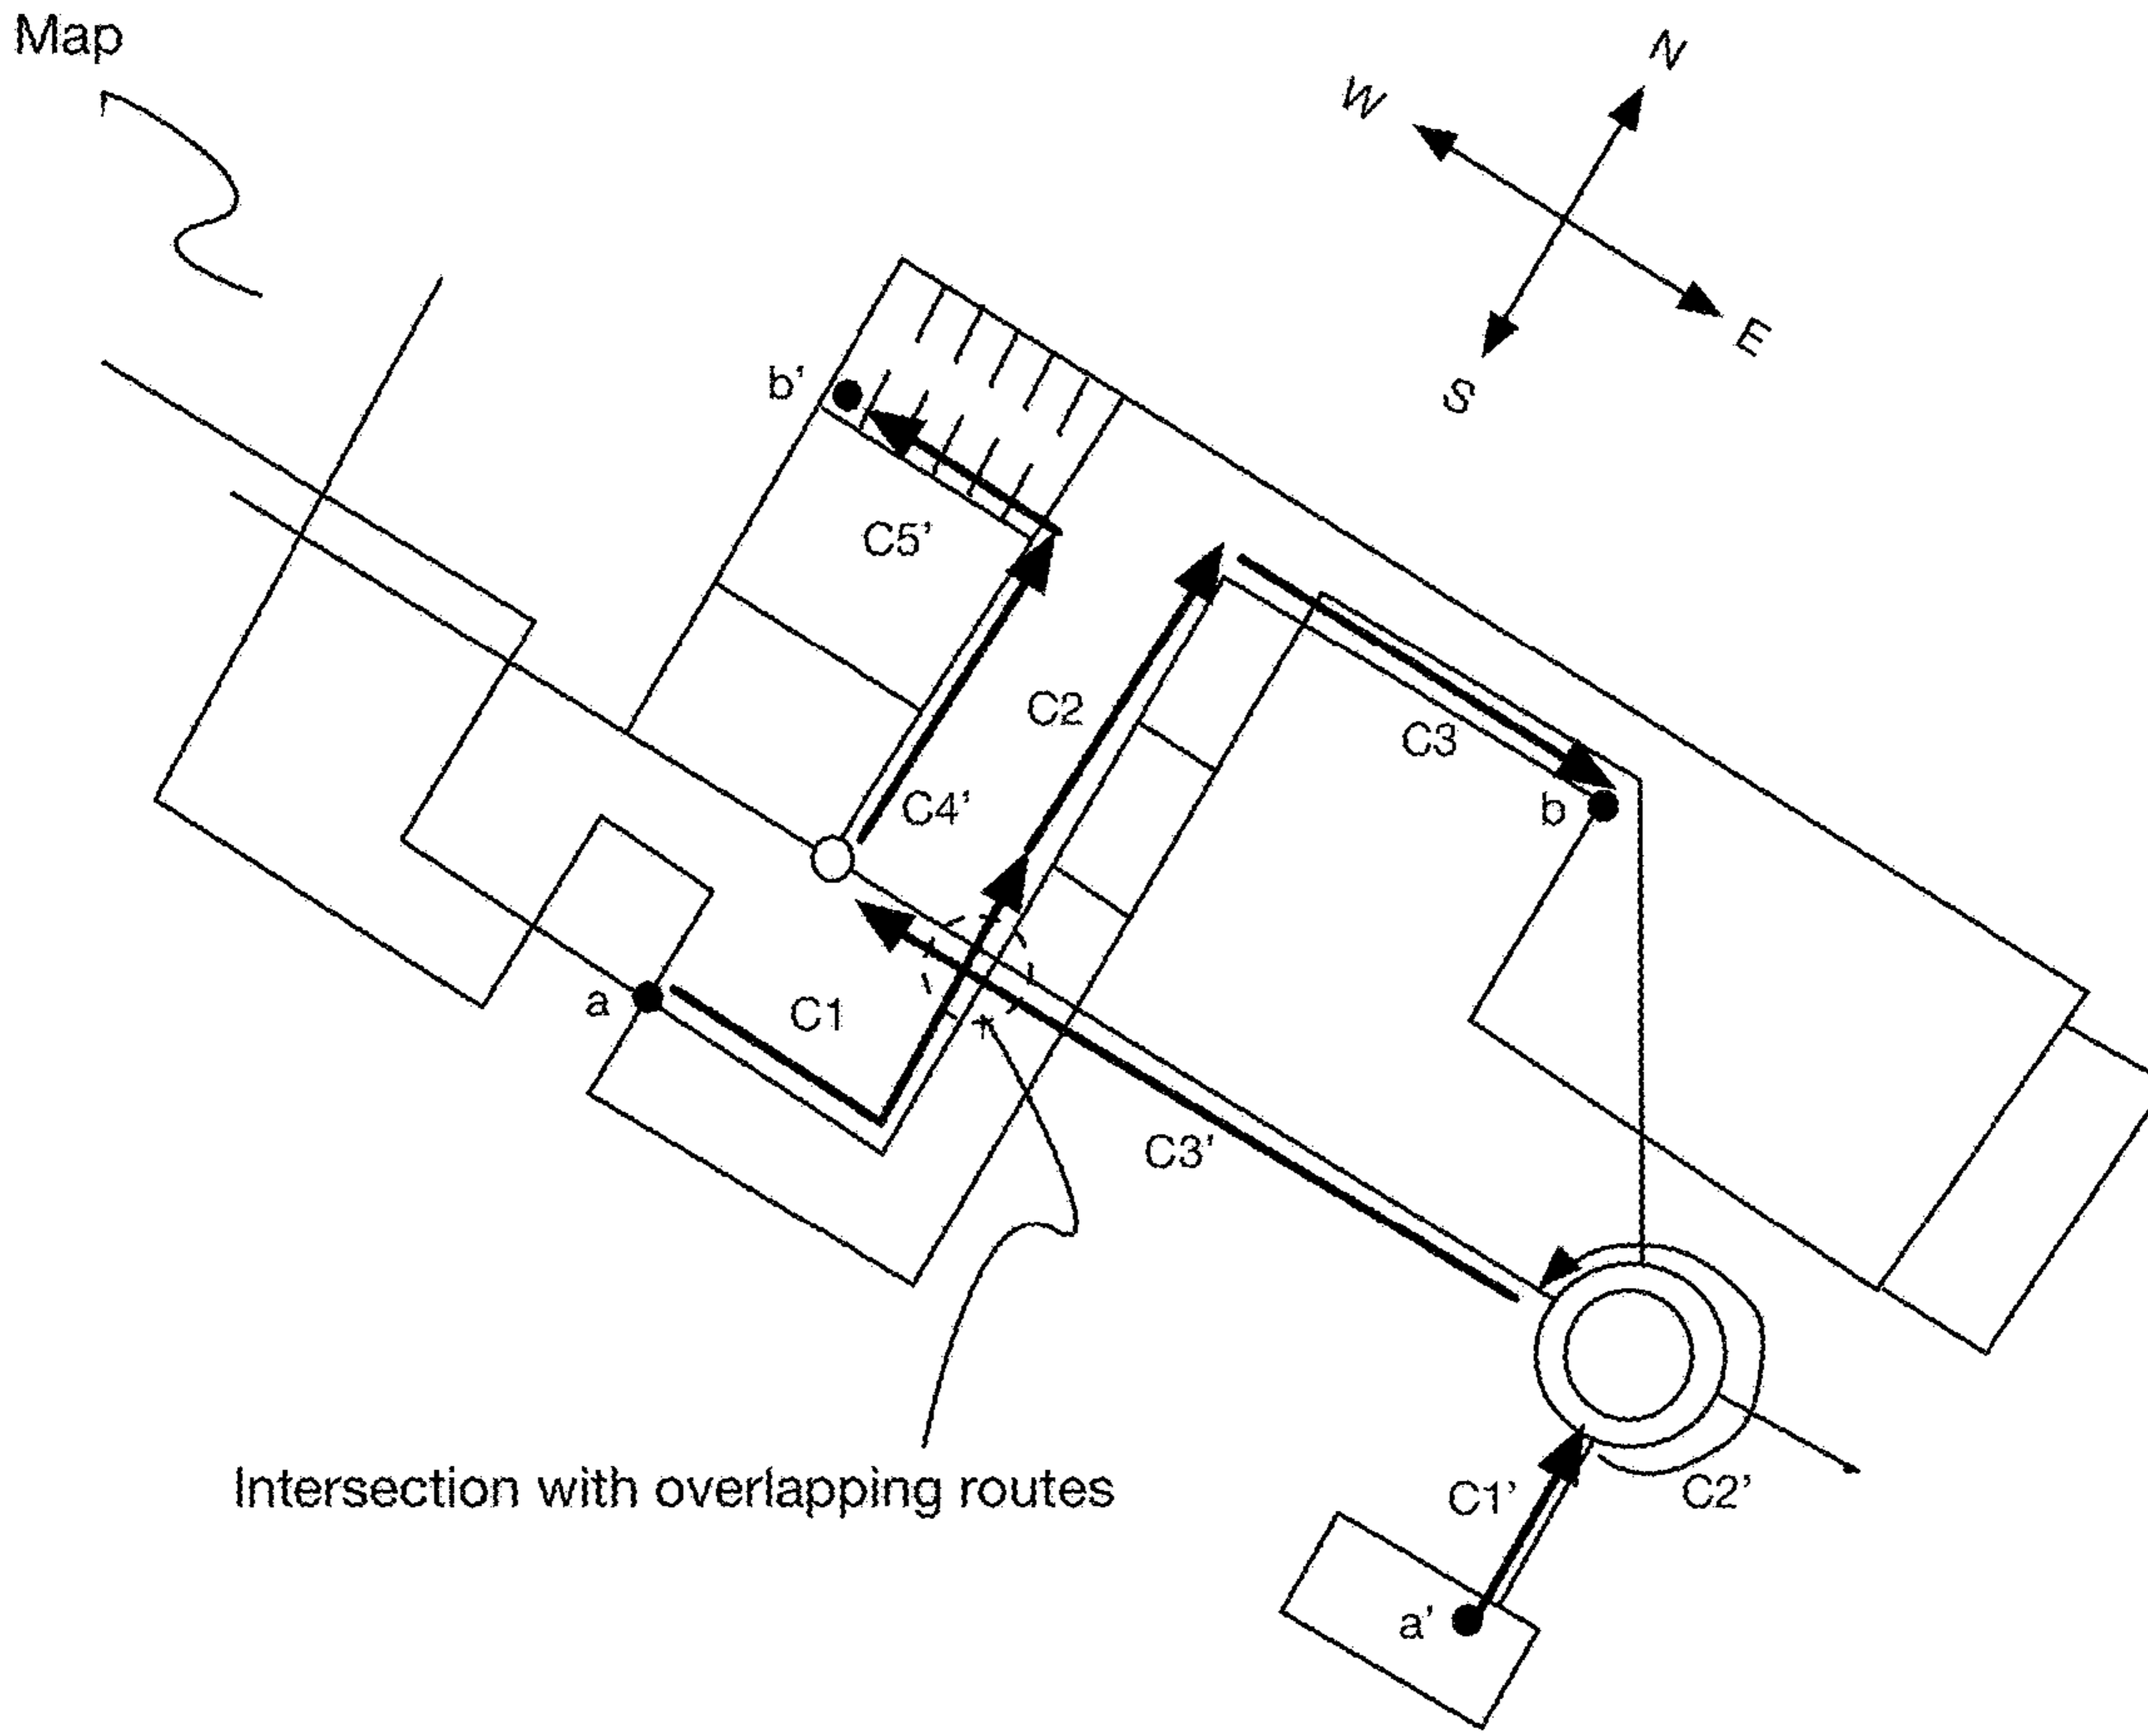 Map
N
W
E
S
b'
C5'
C2
C3
C4'
b
a
C1
C3'
Intersection with overlapping routes
C1'
C2'
a'